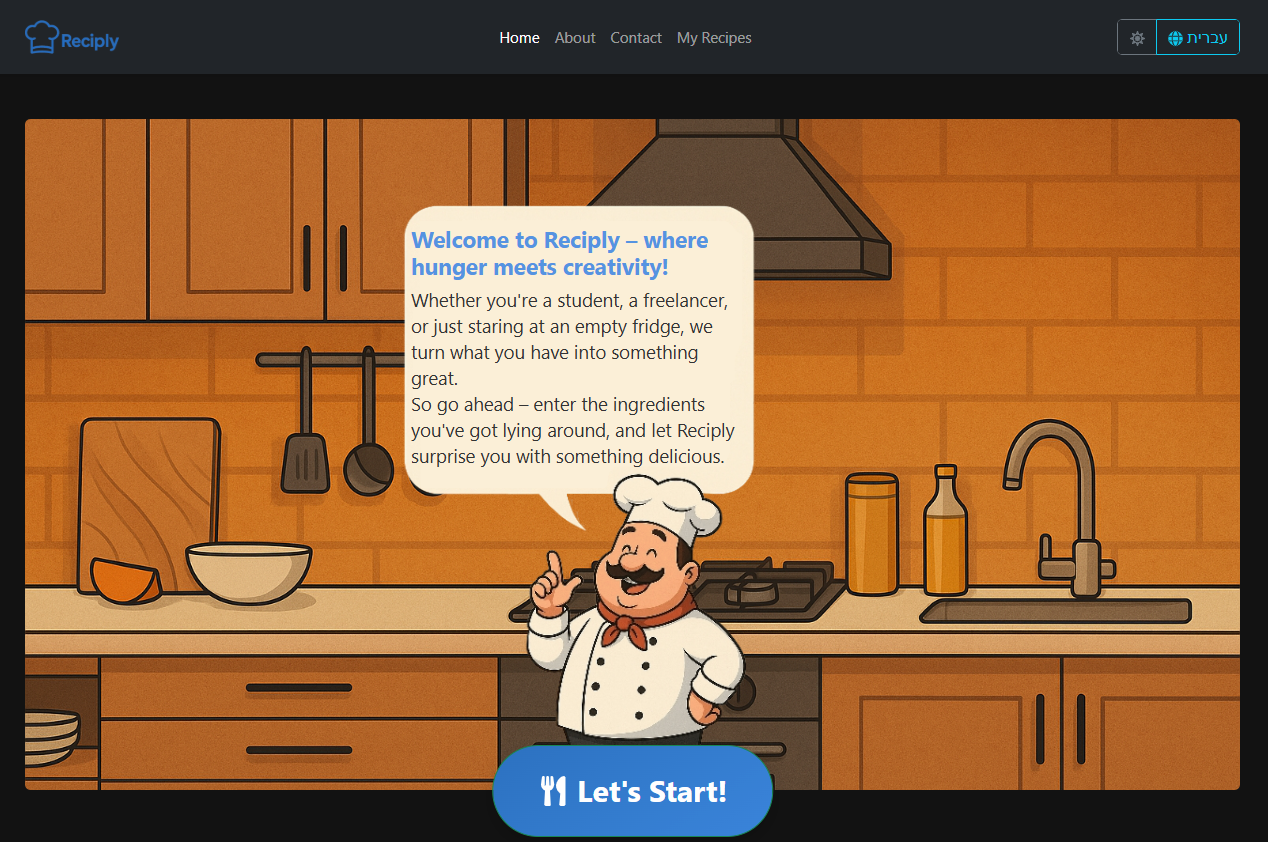 Reciply
Home
About
Contact
My Recipes
עברית
Welcome to Reciply – where
hunger meets creativity!
Whether you're a student, a freelancer,
or just staring at an empty fridge, we
turn what you have into something
great.
So go ahead – enter the ingredients
you've got lying around, and let Reciply
surprise you with something delicious.
Let's Start!